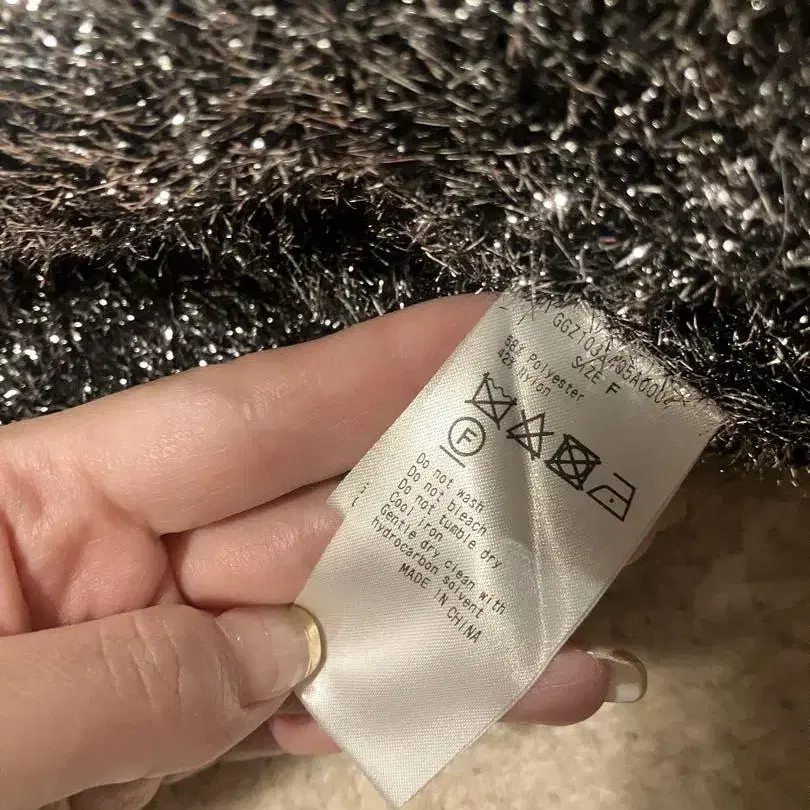 SIZE F
58% Polyester
42% Nylon
F
Do not wash
Do not bleach
Do not tumble dry
Cool iron
Gentle dry clean with
hydrocarbon solvent
MADE IN CHINA